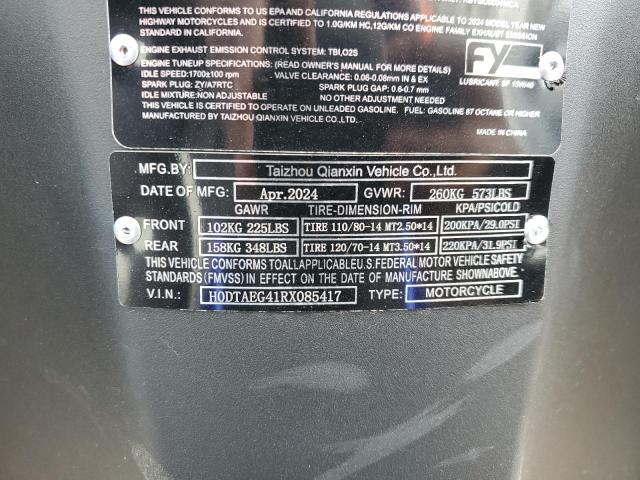 THIS VEHICLE CONFORMS TO US EPA AND CALIFORNIA REGULATIONS APPLICABLE TO 2024 MODEL YEAR NEW
HIGHWAY MOTORCYCLES AND IS CERTIFIED TO 1.0G/KM HC,12G/KM CO ENGINE FAMILY EXHAUST EMISSION
STANDARD IN CALIFORNIA.
ENGINE EXHAUST EMISSION CONTROL SYSTEM: TBI,O2S
ENGINE TUNEUP SPECIFICATIONS: (READ OWNER'S MANUAL FOR MORE DETAILS)
IDLE SPEED:1700±100 rpm VALVE CLEARANCE: 0.06-0.08mm IN & EX
SPARK PLUG: ZY/A7RTC SPARK PLUG GAP: 0.6-0.7 mm
IDLE MIXTURE:NON ADJUSTABLE NO OTHER ADJUSTMENTS NEEDED
THIS VEHICLE IS CERTIFIED TO OPERATE ON UNLEADED GASOLINE. FUEL: GASOLINE 87 OCTANE OR HIGHER
MANUFACTURED BY TAIZHOU QIANXIN VEHICLE CO.,LTD.
FY
LUBRICANT: SF 15W/40
MADE IN CHINA
MFG.BY: Taizhou Qianxin Vehicle Co.,Ltd.
DATE OF MFG: Apr.2024 GVWR: 260KG 573LBS
GAWR TIRE-DIMENSION-RIM KPA/PSICOLD
FRONT 102KG 225LBS TIRE 110/80-14 MT2.50*14 200KPA/29.0PSI
REAR 158KG 348LBS TIRE 120/70-14 MT3.50*14 220KPA/31.9PSI
THIS VEHICLE CONFORMS TOALLAPPLICABLEU.S.FEDERAL MOTOR VEHICLE SAFETY
STANDARDS (FMVSS) IN EFFECT ON THE DATE OF MANUFACTURE SHOWNABOVE.
V.I.N.: H0DTAEG41RX085417 TYPE: MOTORCYCLE